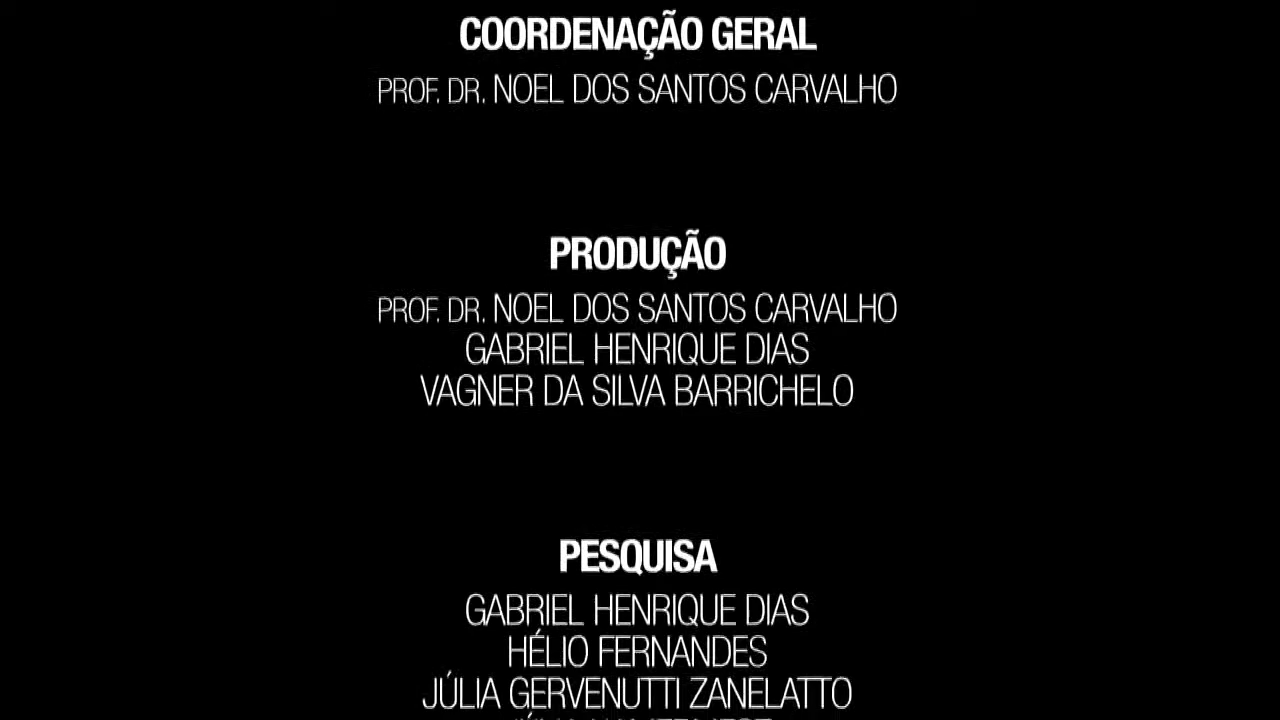 COORDENAÇÃO GERAL
PROF. DR. NOEL DOS SANTOS CARVALHO
PRODUÇÃO
PROF. DR. NOEL DOS SANTOS CARVALHO
GABRIEL HENRIQUE DIAS
VAGNER DA SILVA BARRICHELO
PESQUISA
GABRIEL HENRIQUE DIAS
HÉLIO FERNANDES
JÚLIA GERVENUTTI ZANELATTO